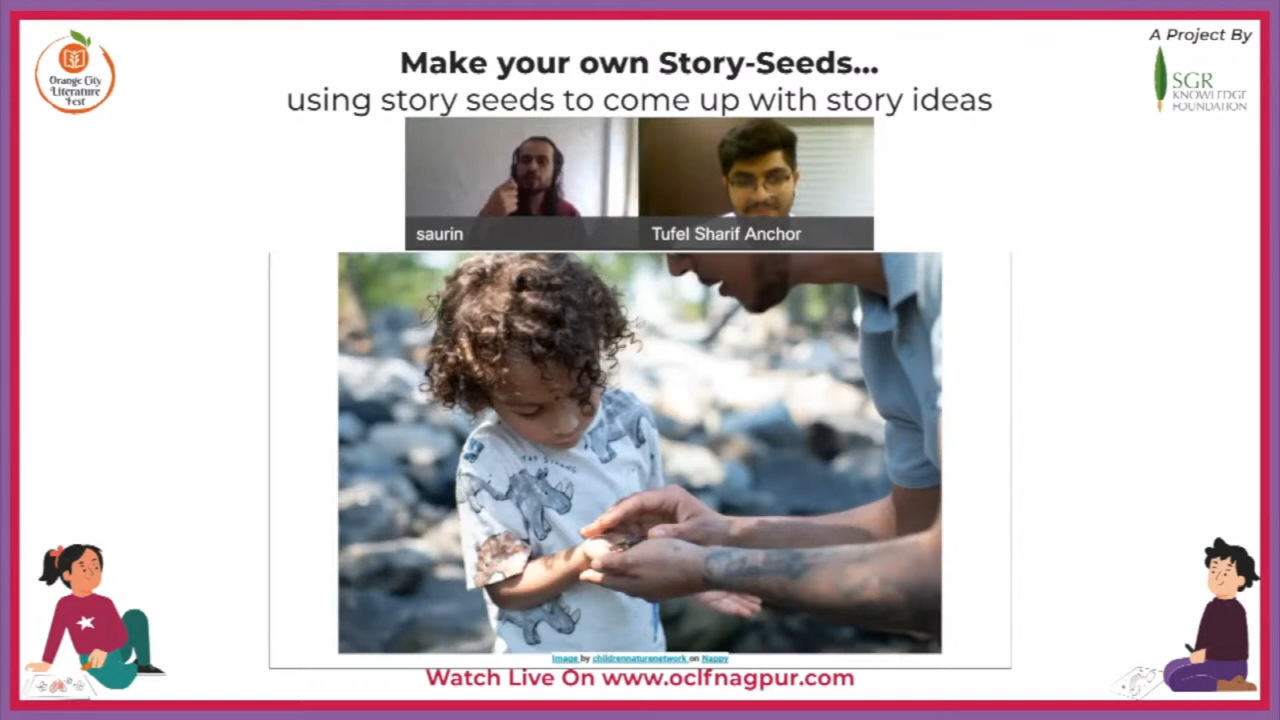 Make your own Story-Seeds...
using story seeds to come up with story ideas
A Project By
Orange City
Literature
Fest
SGR
KNOWLEDGE
FOUNDATION
saurin
Tufel Sharif Anchor
Image by childrennaturenetwork on Nappy
Watch Live On www.oclfnagpur.com